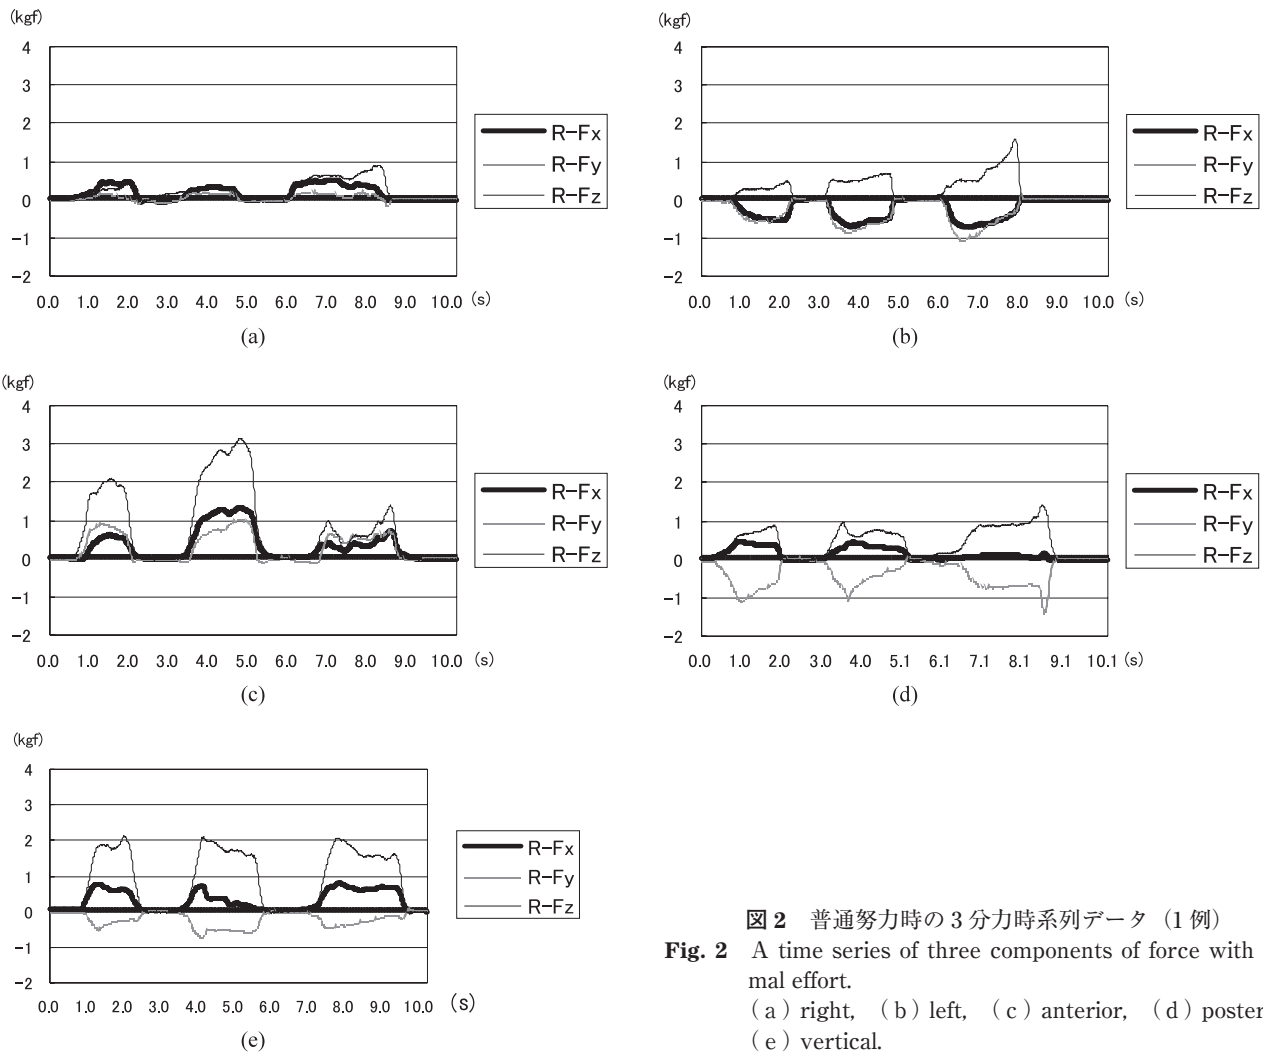 (kgf)
4
3
2
1
0
−1
−2
0.0 1.0 2.0 3.0 4.0 5.0 6.0 7.0 8.0 9.0 10.0 (s)
R−Fx
R−Fy
R−Fz
(a)
(kgf)
4
3
2
1
0
−1
−2
0.0 1.0 2.0 3.0 4.0 5.0 6.0 7.0 8.0 9.0 10.0 (s)
R−Fx
R−Fy
R−Fz
(b)
(kgf)
4
3
2
1
0
−1
−2
0.0 1.0 2.0 3.0 4.0 5.0 6.0 7.0 8.0 9.0 10.0 (s)
R−Fx
R−Fy
R−Fz
(c)
(kgf)
4
3
2
1
0
−1
−2
0.0 1.0 2.0 3.0 4.0 5.1 6.1 7.1 8.1 9.1 10.1 (s)
R−Fx
R−Fy
R−Fz
(d)
(kgf)
4
3
2
1
0
−1
−2
0.0 1.0 2.0 3.0 4.0 5.0 6.0 7.0 8.0 9.0 10.0 (s)
R−Fx
R−Fy
R−Fz
(e)
図 2 普通努力時の 3 分力時系列データ (1 例)
Fig. 2 A time series of three components of force with
mal effort.
(a) right, (b) left, (c) anterior, (d) poster
(e) vertical.